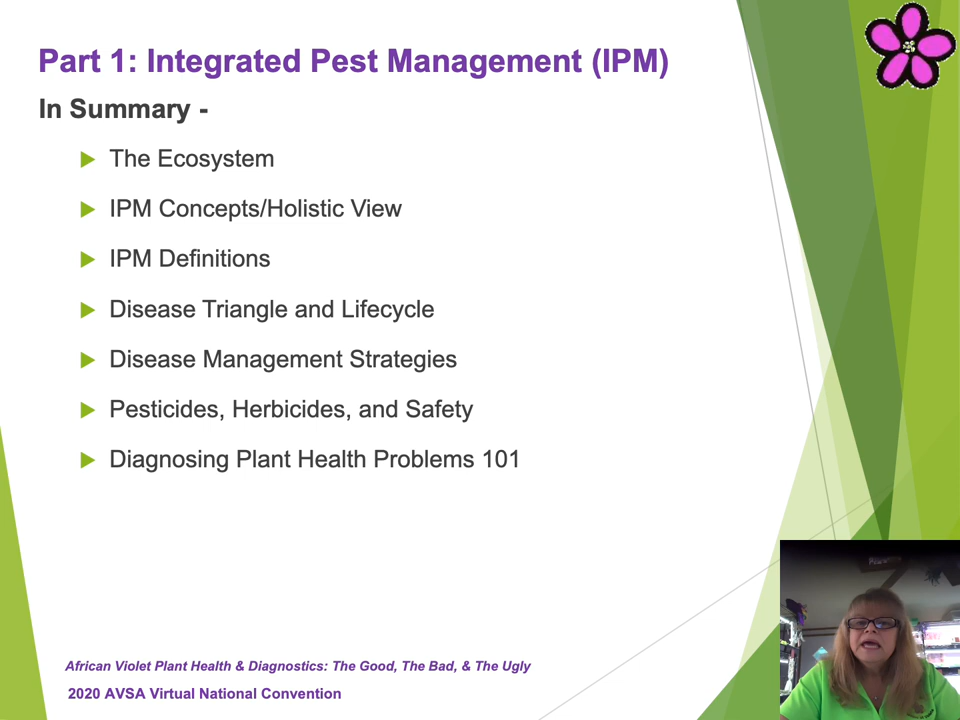 Part 1: Integrated Pest Management (IPM)
In Summary -
The Ecosystem
IPM Concepts/Holistic View
IPM Definitions
Disease Triangle and Lifecycle
Disease Management Strategies
Pesticides, Herbicides, and Safety
Diagnosing Plant Health Problems 101
African Violet Plant Health & Diagnostics: The Good, The Bad, & The Ugly
2020 AVSA Virtual National Convention